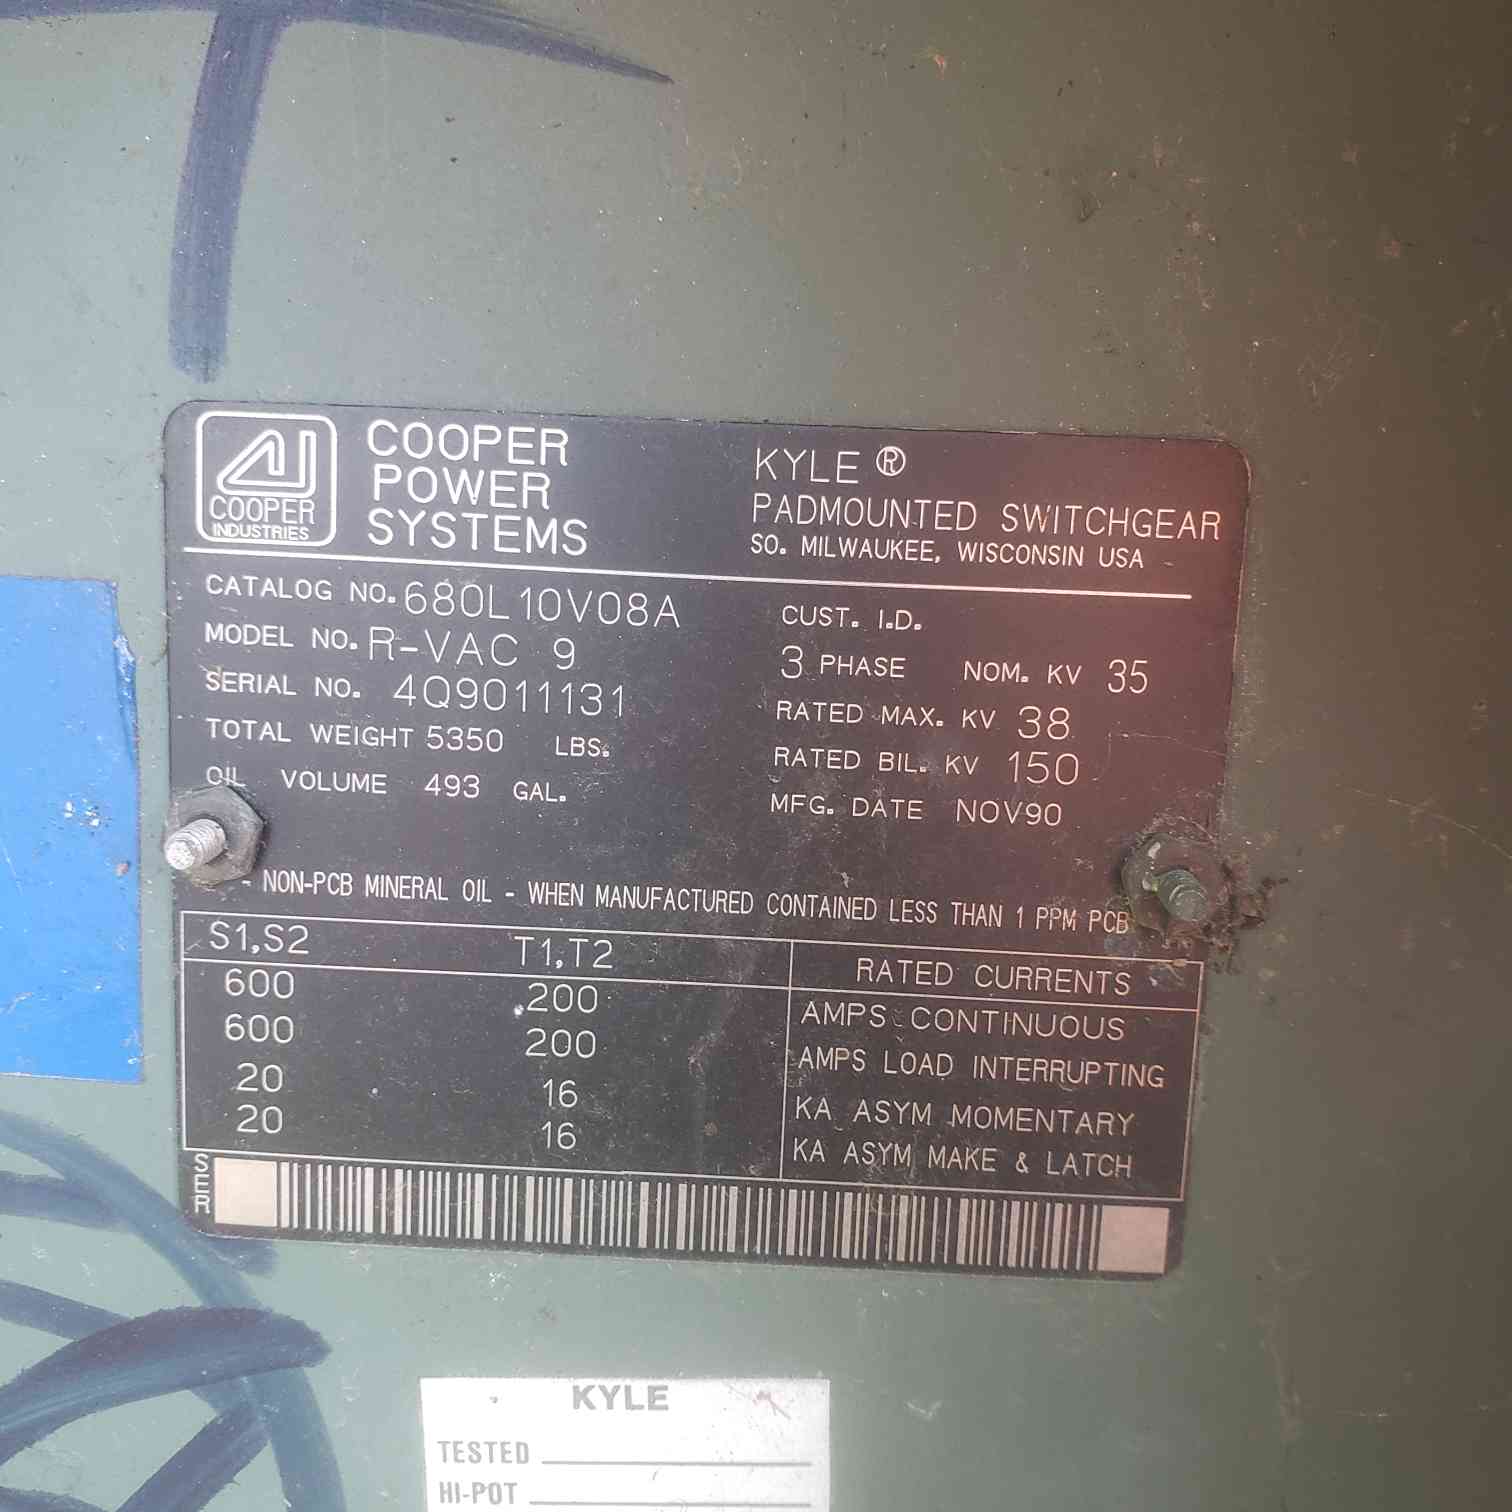 COOPER
INDUSTRIES
COOPER
POWER
SYSTEMS
KYLE ®
PADMOUNTED SWITCHGEAR
SO. MILWAUKEE, WISCONSIN USA
CATALOG NO. 680L10V08A
MODEL NO. R-VAC 9
SERIAL NO. 4Q9011131
TOTAL WEIGHT 5350 LBS.
OIL VOLUME 493 GAL.
CUST. I.D.
3 PHASE NOM. KV 35
RATED MAX. KV 38
RATED BIL. KV 150
MFG. DATE NOV90
- NON-PCB MINERAL OIL - WHEN MANUFACTURED CONTAINED LESS THAN 1 PPM PCB
S1,S2 T1,T2 RATED CURRENTS
600 200 AMPS CONTINUOUS
600 200 AMPS LOAD INTERRUPTING
20 16 KA ASYM MOMENTARY
20 16 KA ASYM MAKE & LATCH
SER
KYLE
TESTED
HI-POT